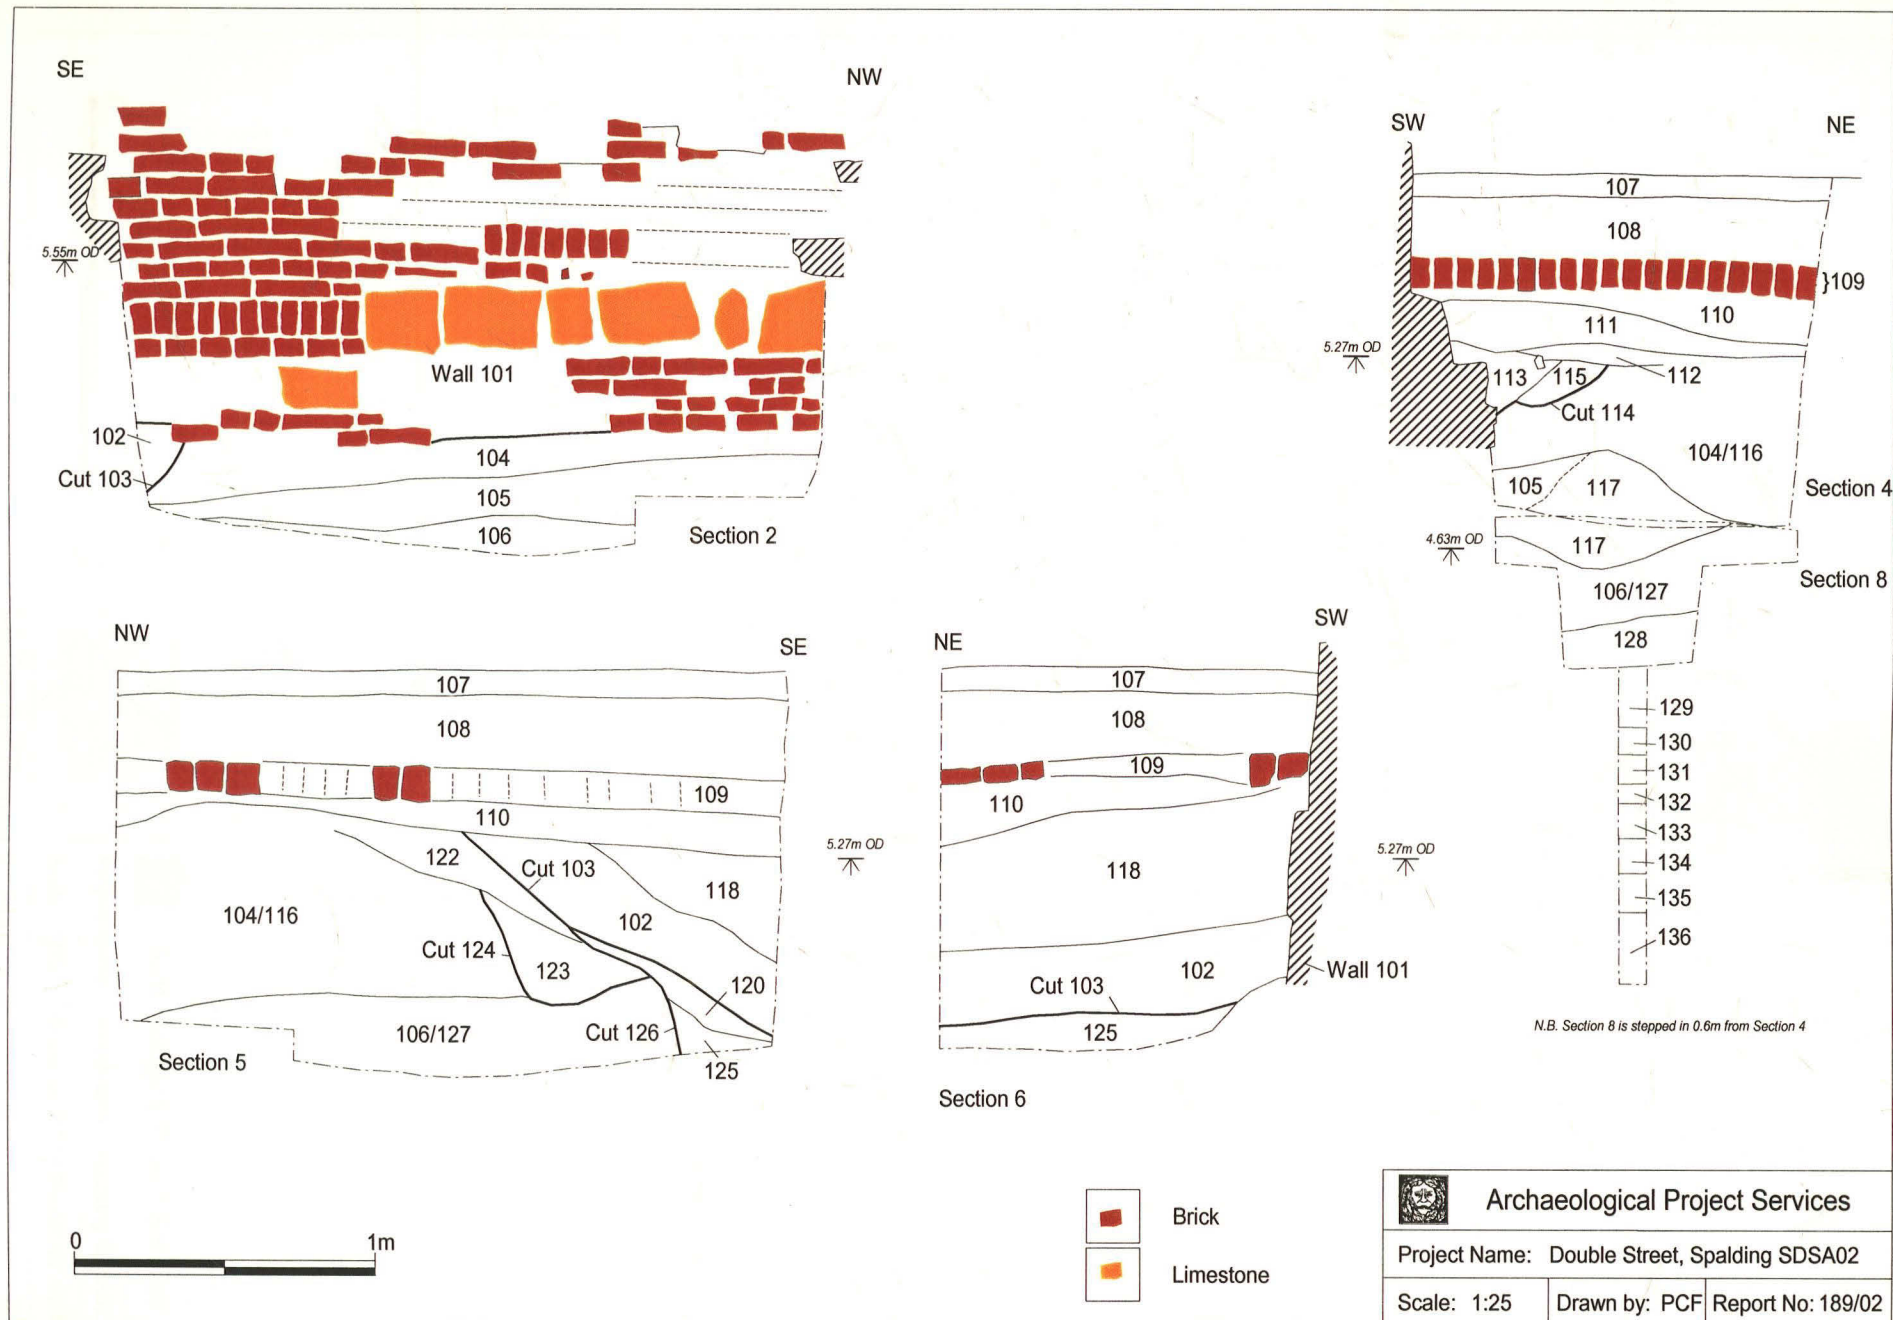 SE
NW
5.55m OD
Wall 101
102
Cut 103
104
105
106
Section 2
SW
NE
107
108
}109
110
111
5.27m OD
112
113
115
Cut 114
104/116
105
117
Section 4
4.63m OD
117
Section 8
106/127
128
129
130
131
132
133
134
135
136
N.B. Section 8 is stepped in 0.6m from Section 4
NW
SE
107
108
109
110
5.27m OD
122
Cut 103
118
104/116
102
Cut 124
123
120
106/127
Cut 126
125
Section 5
NE
SW
107
108
109
110
5.27m OD
118
102
Wall 101
Cut 103
125
Section 6
0
1m
Brick
Limestone
Archaeological Project Services
Project Name: Double Street, Spalding SDSA02
Scale: 1:25
Drawn by: PCF
Report No: 189/02